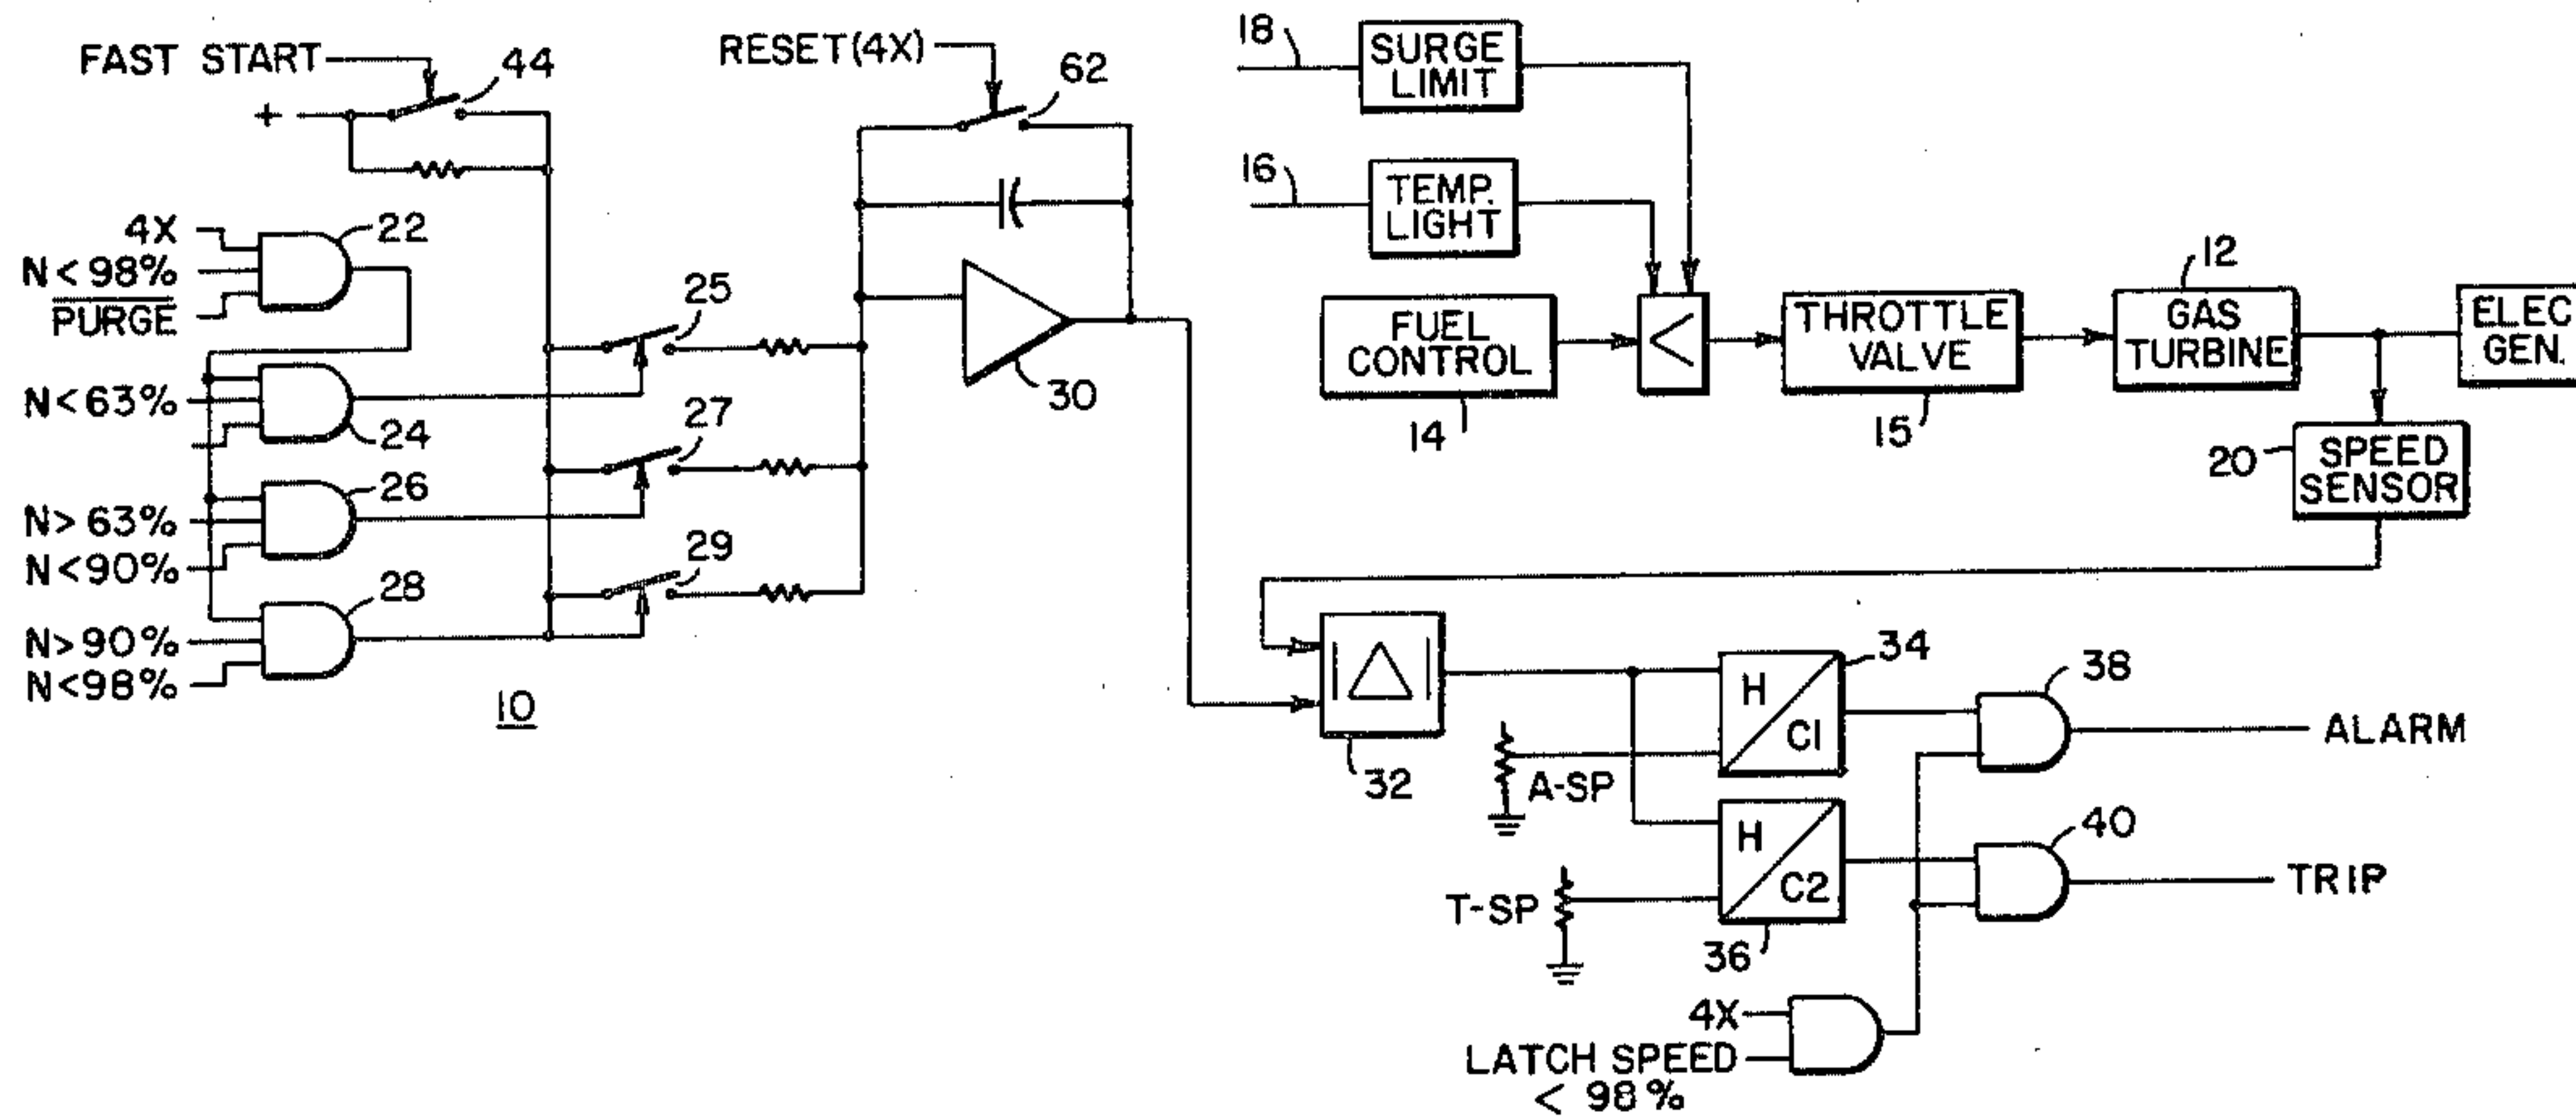 FAST START
44
+
RESET(4X)
62
18
SURGE
LIMIT
16
TEMP.
LIGHT
4X
22
N<98%
PURGE
25
N<63%
24
27
26
N>63%
N<90%
29
28
N>90%
N<98%
10
30
FUEL
CONTROL
14
<
THROTTLE
VALVE
15
12
GAS
TURBINE
ELEC
GEN.
20
SPEED
SENSOR
|△|
32
A-SP
H
C1
34
38
ALARM
T-SP
H
C2
36
40
TRIP
4X
LATCH SPEED
< 98%